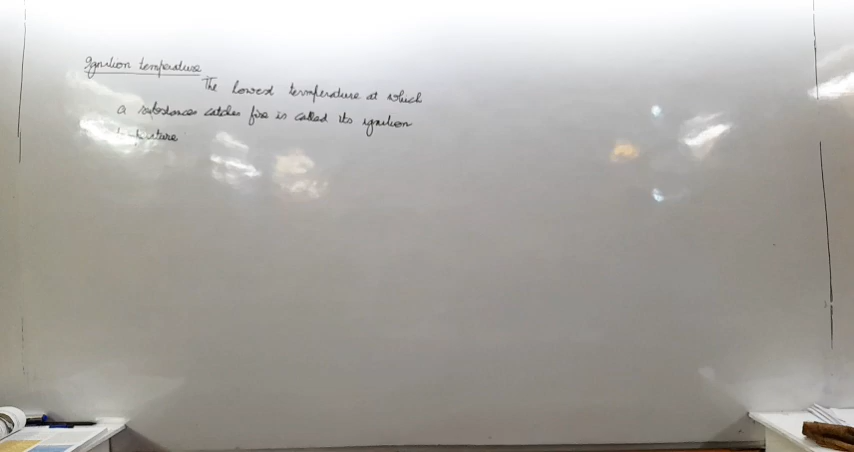 Ignition temperature
The lowest temperature at which
a substance catches fire is called its ignition